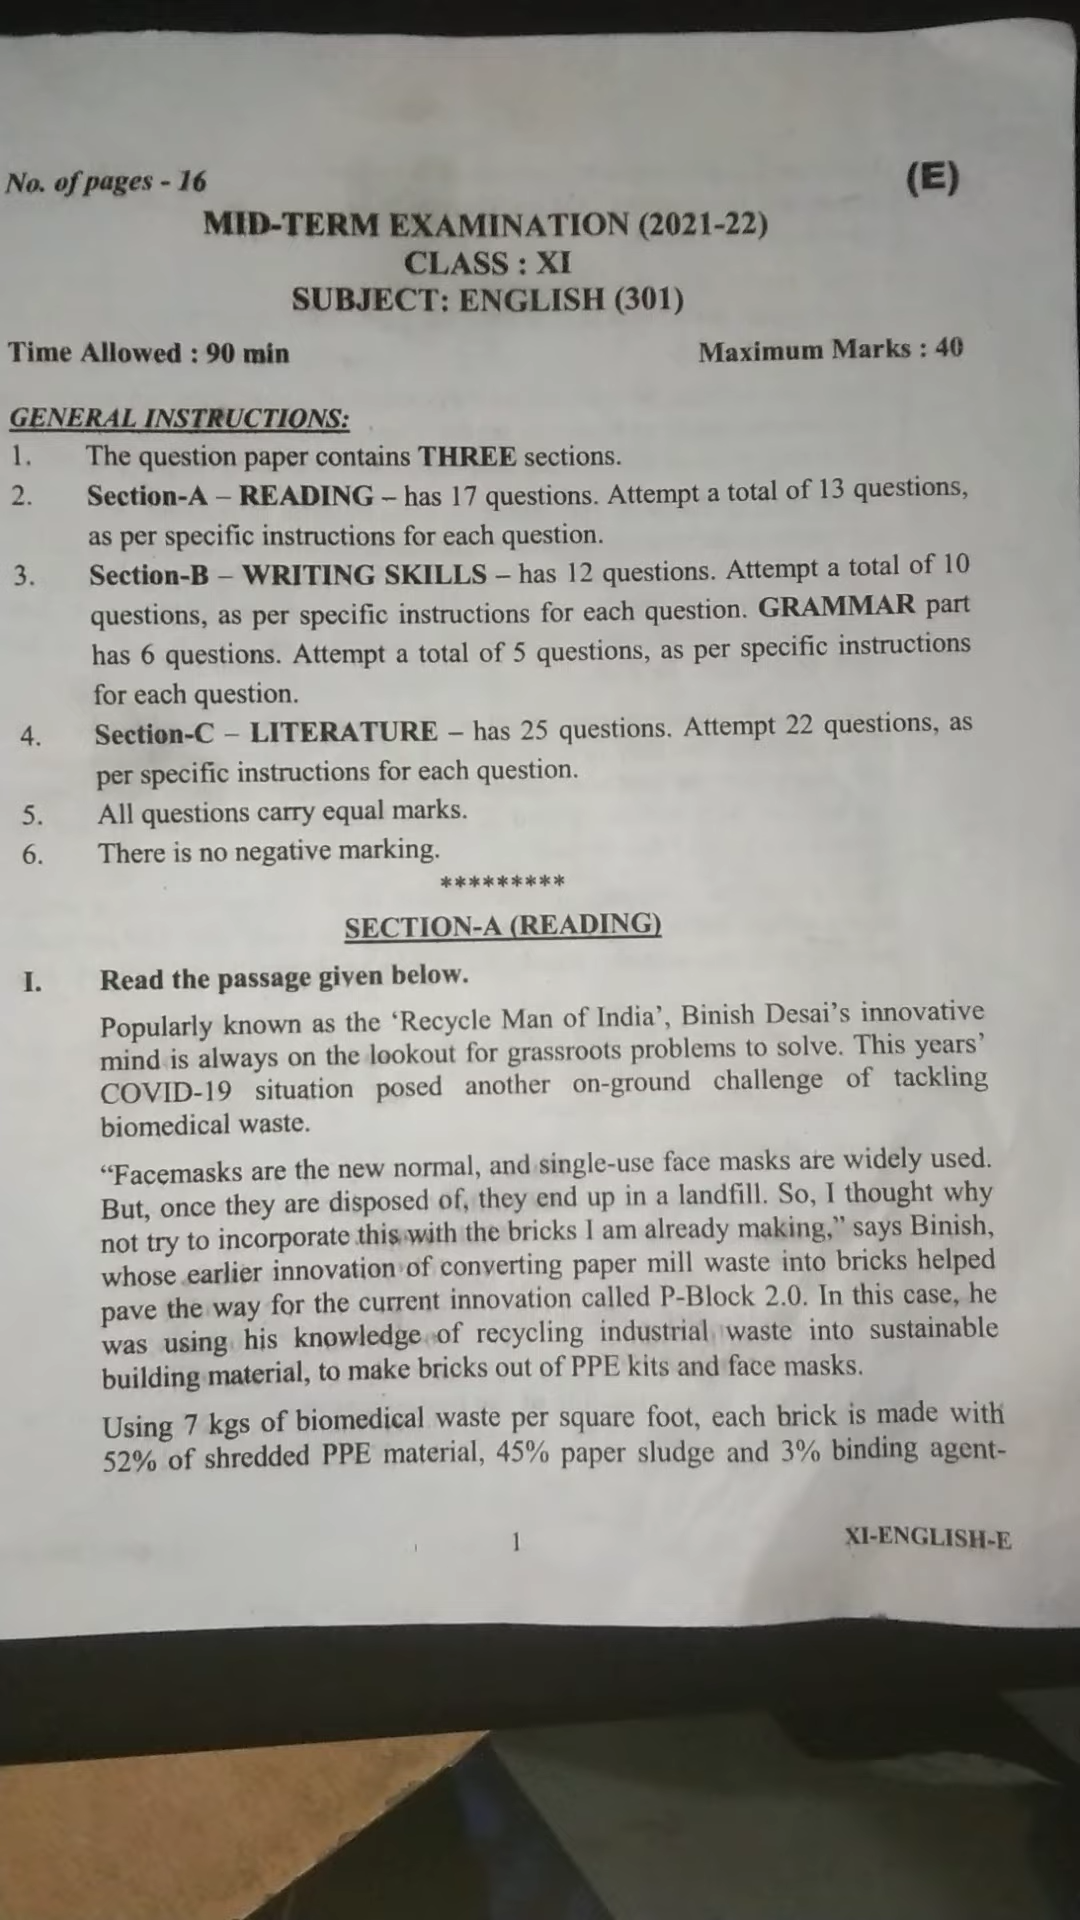 No. of pages - 16
(E)
MID-TERM EXAMINATION (2021-22)
CLASS : XI
SUBJECT: ENGLISH (301)
Time Allowed : 90 min
Maximum Marks : 40
GENERAL INSTRUCTIONS:
1. The question paper contains THREE sections.
2. Section-A – READING – has 17 questions. Attempt a total of 13 questions,
as per specific instructions for each question.
3. Section-B – WRITING SKILLS – has 12 questions. Attempt a total of 10
questions, as per specific instructions for each question. GRAMMAR part
has 6 questions. Attempt a total of 5 questions, as per specific instructions
for each question.
4. Section-C – LITERATURE – has 25 questions. Attempt 22 questions, as
per specific instructions for each question.
5. All questions carry equal marks.
6. There is no negative marking.
*********
SECTION-A (READING)
I. Read the passage given below.
Popularly known as the ‘Recycle Man of India’, Binish Desai’s innovative
mind is always on the lookout for grassroots problems to solve. This years’
COVID-19 situation posed another on-ground challenge of tackling
biomedical waste.
“Facemasks are the new normal, and single-use face masks are widely used.
But, once they are disposed of, they end up in a landfill. So, I thought why
not try to incorporate this with the bricks I am already making,” says Binish,
whose earlier innovation of converting paper mill waste into bricks helped
pave the way for the current innovation called P-Block 2.0. In this case, he
was using his knowledge of recycling industrial waste into sustainable
building material, to make bricks out of PPE kits and face masks.
Using 7 kgs of biomedical waste per square foot, each brick is made with
52% of shredded PPE material, 45% paper sludge and 3% binding agent-
1
XI-ENGLISH-E